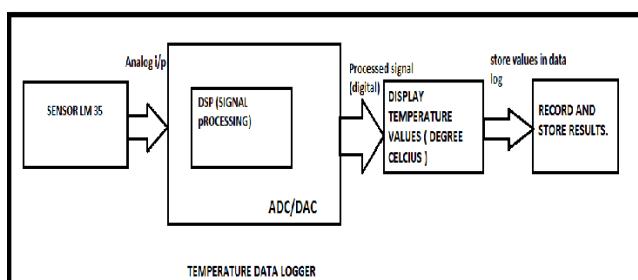 Analog i/p
SENSOR LM 35
DSP (SIGNAL
pROCESSING)
ADC/DAC
Processed signal
(digital)
DISPLAY
TEMPERATURE
VALUES ( DEGREE
CELCIUS )
store values in data
log
RECORD AND
STORE RESULTS.
TEMPERATURE DATA LOGGER